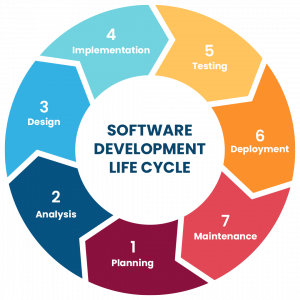 SOFTWARE
DEVELOPMENT
LIFE CYCLE
1
Planning
2
Analysis
3
Design
4
Implementation
5
Testing
6
Deployment
7
Maintenance